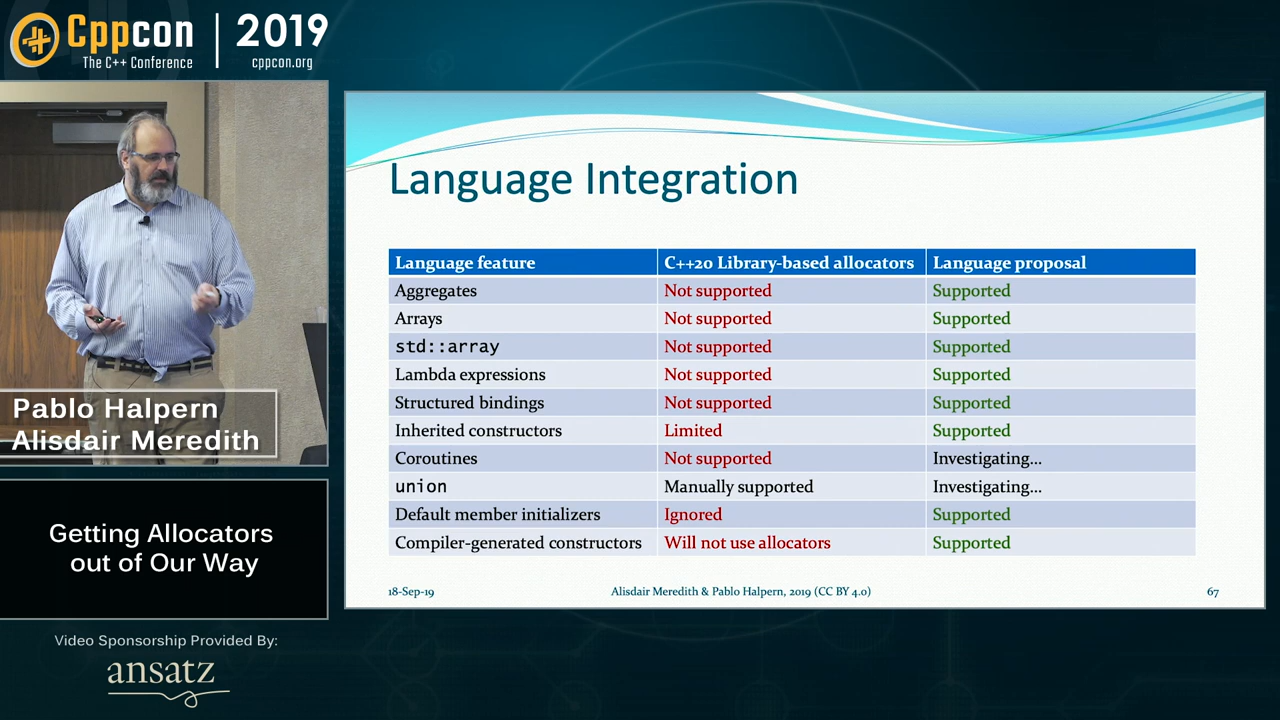 Cppcon | 2019
The C++ Conference
cppcon.org
Pablo Halpern
Alisdair Meredith
Getting Allocators
out of Our Way
Video Sponsorship Provided By:
ansatz
Language Integration
Language feature C++20 Library-based allocators Language proposal
Aggregates Not supported Supported
Arrays Not supported Supported
std::array Not supported Supported
Lambda expressions Not supported Supported
Structured bindings Not supported Supported
Inherited constructors Limited Supported
Coroutines Not supported Investigating...
union Manually supported Investigating...
Default member initializers Ignored Supported
Compiler-generated constructors Will not use allocators Supported
18-Sep-19 Alisdair Meredith & Pablo Halpern, 2019 (CC BY 4.0) 67